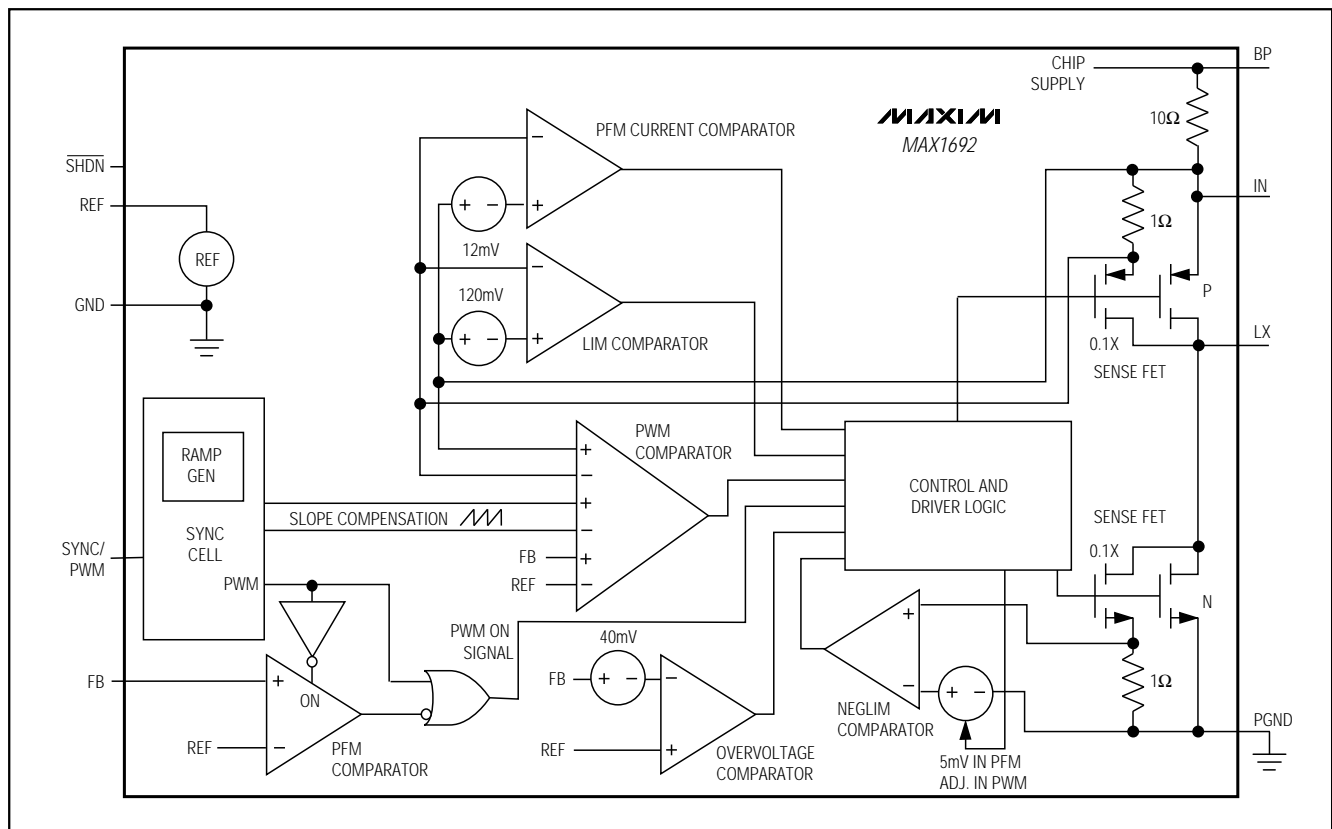 BP
CHIP
SUPPLY
MAXIM
MAX1692
10Ω
PFM CURRENT COMPARATOR
−
+
+ −
12mV
SHDN
REF
REF
GND
IN
1Ω
P
120mV
−
+
+ −
LIM COMPARATOR
LX
0.1X
SENSE FET
RAMP
GEN
SYNC
CELL
SYNC/
PWM
PWM
SLOPE COMPENSATION
PWM
COMPARATOR
+
−
+
−
FB
+
REF
−
CONTROL AND
DRIVER LOGIC
SENSE FET
0.1X
N
PWM ON
SIGNAL
FB
+
ON
REF
−
PFM
COMPARATOR
40mV
FB
+ −
−
REF
+
OVERVOLTAGE
COMPARATOR
+
−
+ −
NEGLIM
COMPARATOR
1Ω
5mV IN PFM
ADJ. IN PWM
PGND